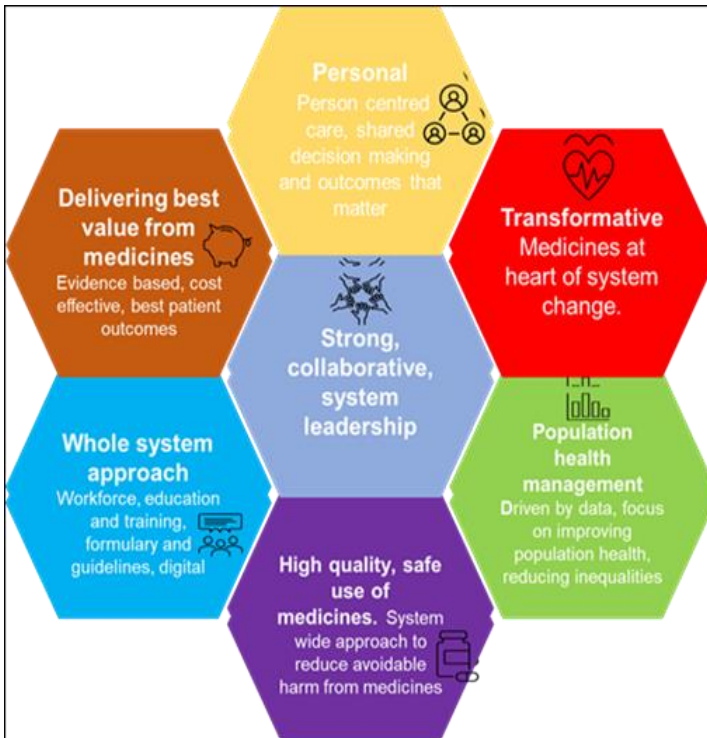 Personal
Person centred
care, shared
decision making
and outcomes that
matter
Delivering best
value from
medicines
Evidence based, cost
effective, best patient
outcomes
Transformative
Medicines at
heart of system
change.
Strong,
collaborative,
system
leadership
Whole system
approach
Workforce, education
and training,
formulary and
guidelines, digital
Population
health
management
Driven by data, focus
on improving
population health,
reducing inequalities
High quality, safe
use of
medicines. System
wide approach to
reduce avoidable
harm from medicines